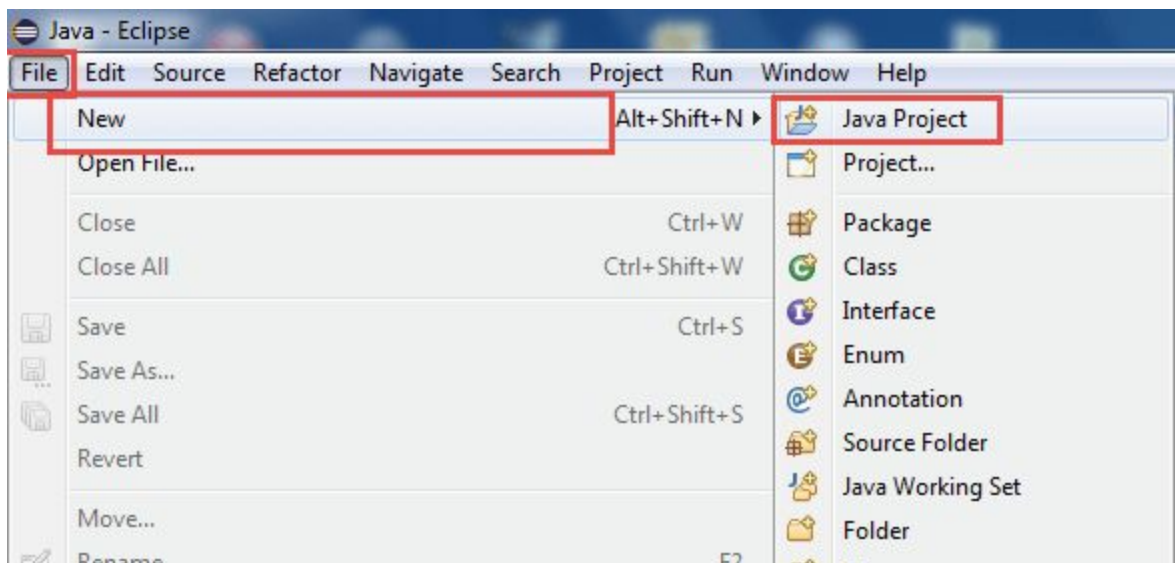 Java - Eclipse
File Edit Source Refactor Navigate Search Project Run Window Help
New Alt+Shift+N
Open File...
Close Ctrl+W
Close All Ctrl+Shift+W
Save Ctrl+S
Save As...
Save All Ctrl+Shift+S
Revert
Move...
Rename... F2
Java Project
Project...
Package
Class
Interface
Enum
Annotation
Source Folder
Java Working Set
Folder